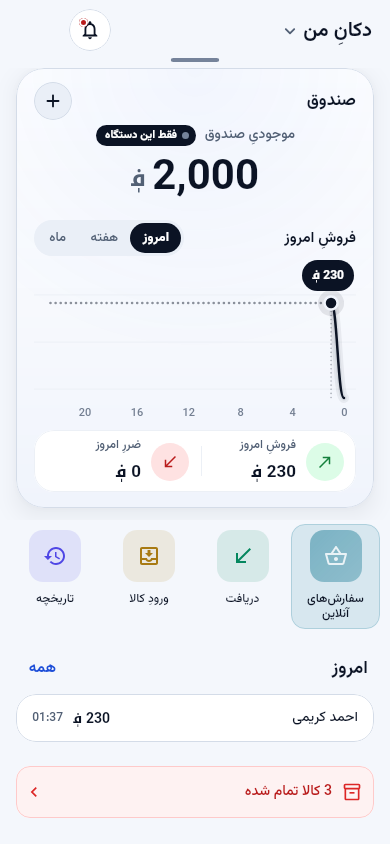 دکانِ من
صندوق
موجودیِ صندوق فقط این دستگاه
2,000 ؋
فروشِ امروز
امروز هفته ماه
230 ؋
0 4 8 12 16 20
فروشِ امروز
230 ؋
ضررِ امروز
0 ؋
سفارش‌های آنلاین
دریافت
ورودِ کالا
تاریخچه
امروز
همه
احمد کریمی
230 ؋ 01:37
3 کالا تمام شده